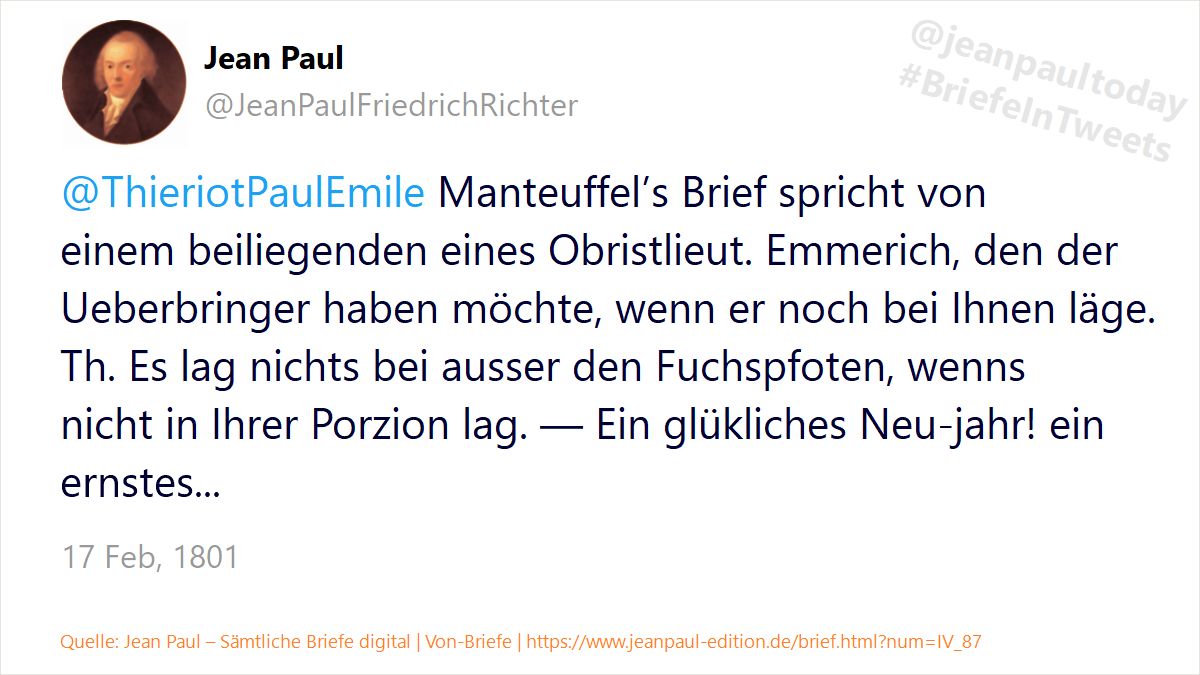 Jean Paul
@JeanPaulFriedrichRichter
@jeanpaultoday
#BriefeInTweets
@ThieriotPaulEmile Manteuffel’s Brief spricht von
einem beiliegenden eines Obristlieut. Emmerich, den der
Ueberbringer haben möchte, wenn er noch bei Ihnen läge.
Th. Es lag nichts bei ausser den Fuchspfoten, wenns
nicht in Ihrer Porzion lag. — Ein glükliches Neu-jahr! ein
ernstes...
17 Feb, 1801
Quelle: Jean Paul – Sämtliche Briefe digital | Von-Briefe | https://www.jeanpaul-edition.de/brief.html?num=IV_87